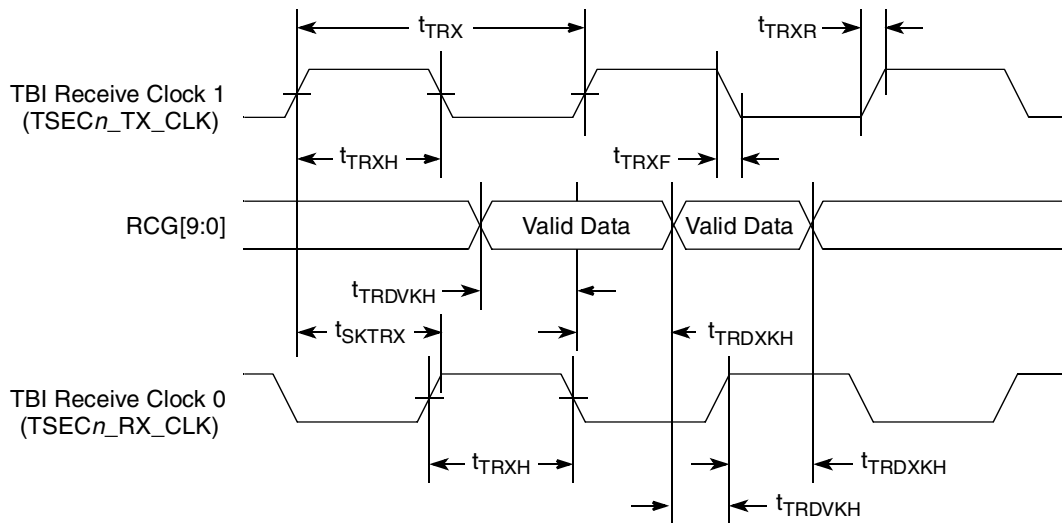 tTRX
tTRXR
TBI Receive Clock 1
(TSECn_TX_CLK)
tTRXH
tTRXF
RCG[9:0]
Valid Data
Valid Data
tTRDVKH
tSKTRX
tTRDXKH
TBI Receive Clock 0
(TSECn_RX_CLK)
tTRXH
tTRDXKH
tTRDVKH